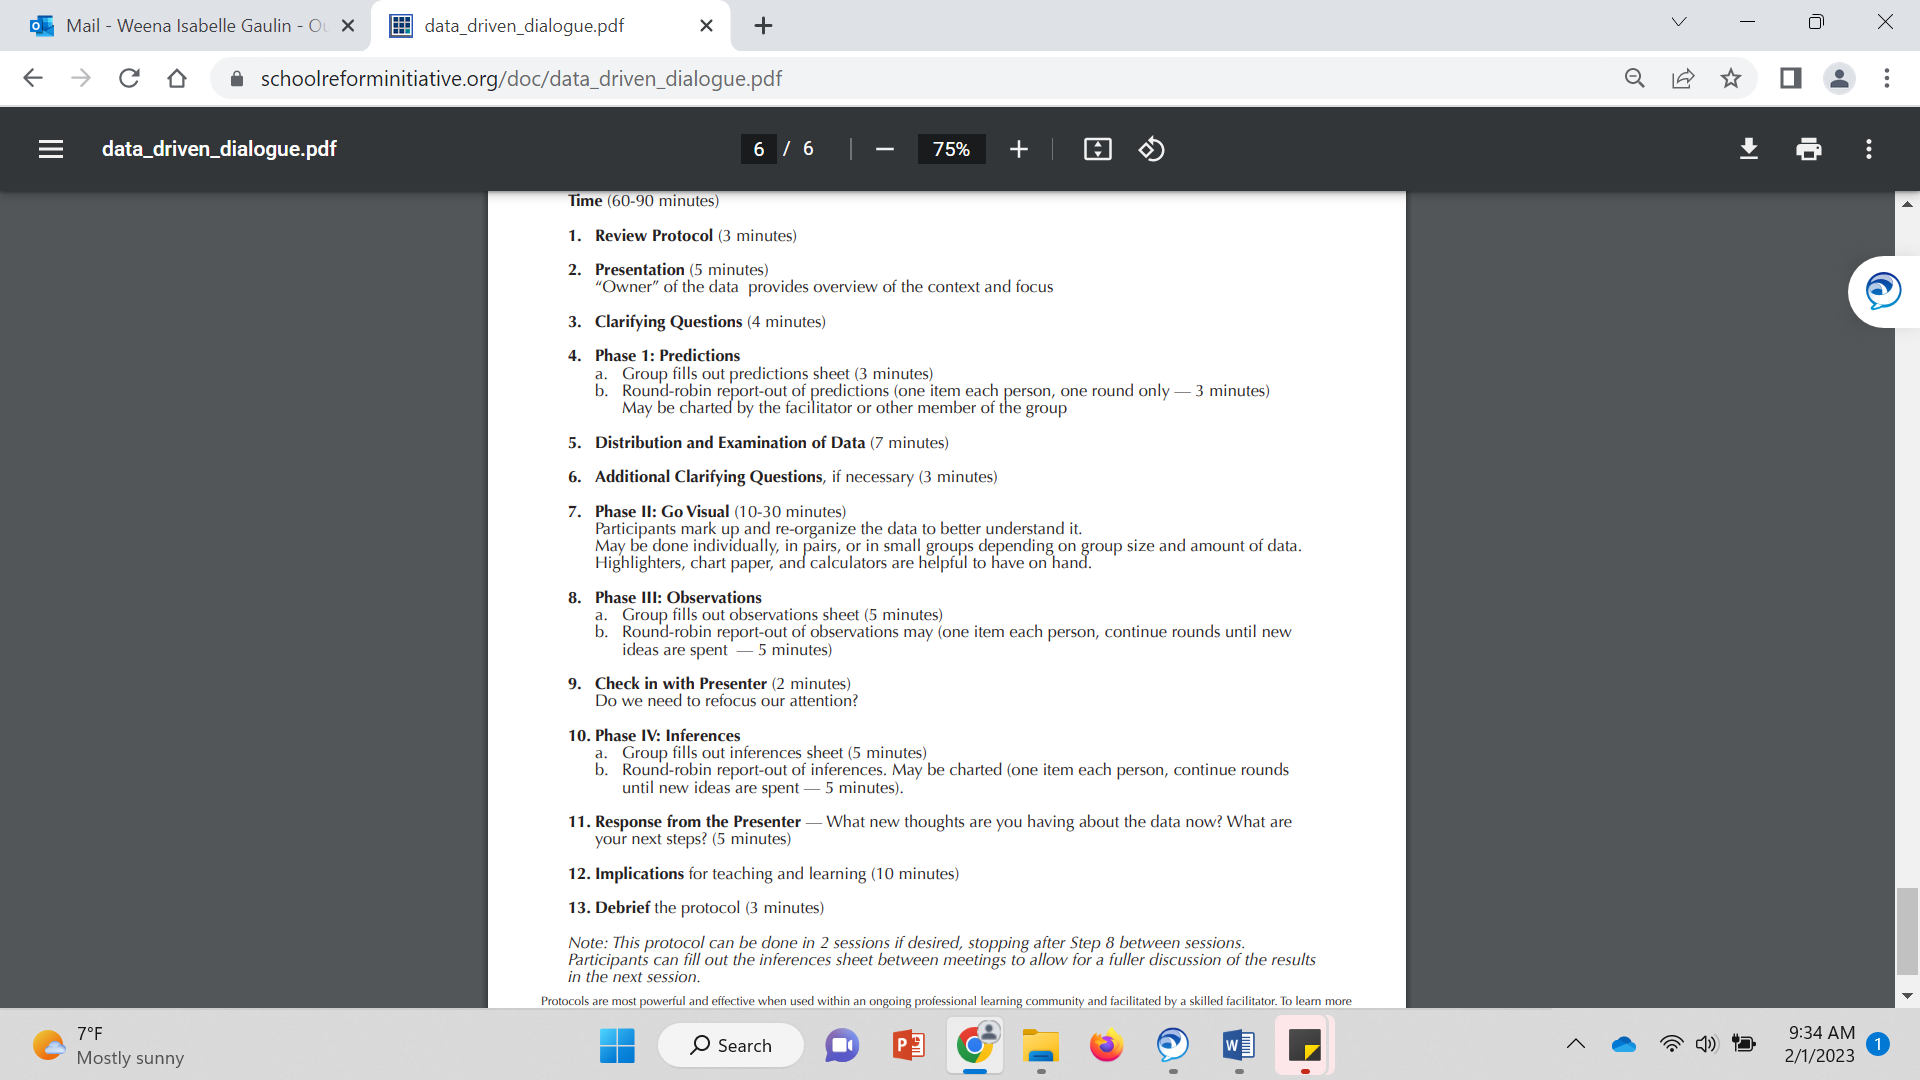 Mail - Weena Isabelle Gaulin - Ou
data_driven_dialogue.pdf
schoolreforminitiative.org/doc/data_driven_dialogue.pdf
data_driven_dialogue.pdf
6 / 6
75%
Time (60-90 minutes)
1. Review Protocol (3 minutes)
2. Presentation (5 minutes)
“Owner” of the data provides overview of the context and focus
3. Clarifying Questions (4 minutes)
4. Phase 1: Predictions
a. Group fills out predictions sheet (3 minutes)
b. Round-robin report-out of predictions (one item each person, one round only — 3 minutes)
May be charted by the facilitator or other member of the group
5. Distribution and Examination of Data (7 minutes)
6. Additional Clarifying Questions, if necessary (3 minutes)
7. Phase II: Go Visual (10-30 minutes)
Participants mark up and re-organize the data to better understand it.
May be done individually, in pairs, or in small groups depending on group size and amount of data.
Highlighters, chart paper, and calculators are helpful to have on hand.
8. Phase III: Observations
a. Group fills out observations sheet (5 minutes)
b. Round-robin report-out of observations may (one item each person, continue rounds until new
ideas are spent — 5 minutes)
9. Check in with Presenter (2 minutes)
Do we need to refocus our attention?
10. Phase IV: Inferences
a. Group fills out inferences sheet (5 minutes)
b. Round-robin report-out of inferences. May be charted (one item each person, continue rounds
until new ideas are spent — 5 minutes).
11. Response from the Presenter — What new thoughts are you having about the data now? What are
your next steps? (5 minutes)
12. Implications for teaching and learning (10 minutes)
13. Debrief the protocol (3 minutes)
Note: This protocol can be done in 2 sessions if desired, stopping after Step 8 between sessions.
Participants can fill out the inferences sheet between meetings to allow for a fuller discussion of the results
in the next session.
Protocols are most powerful and effective when used within an ongoing professional learning community and facilitated by a skilled facilitator. To learn more
7°F
Mostly sunny
Search
9:34 AM
2/1/2023
1